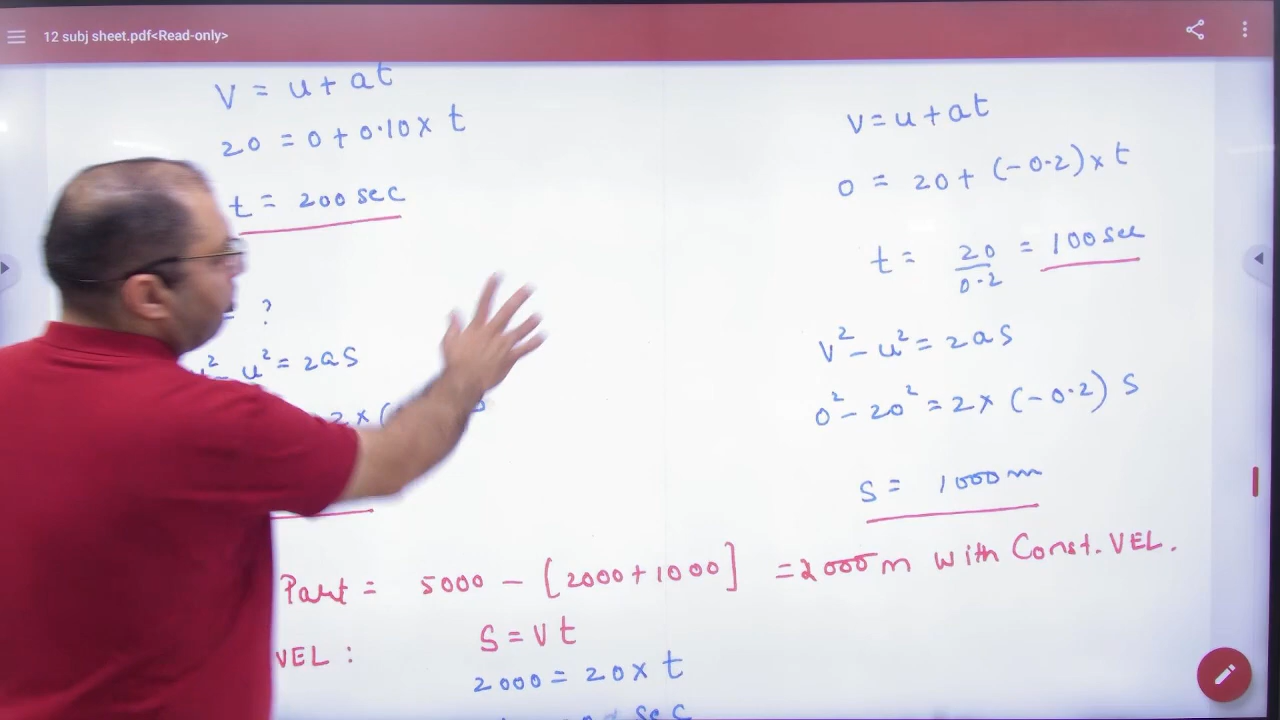 12 subj sheet.pdf<Read-only>
V = u + at
20 = 0 + 0.10 x t
t = 200 sec
= ?
u² = 2as
2 x (
V = u + at
0 = 20 + (-0.2) x t
t = 20/0.2 = 100 sec
V² - u² = 2as
0² - 20² = 2 x (-0.2) S
S = 1000 m
Part = 5000 - [2000 + 1000] = 2000 m with Const. VEL.
VEL :
S = V t
2000 = 20 x t
sec